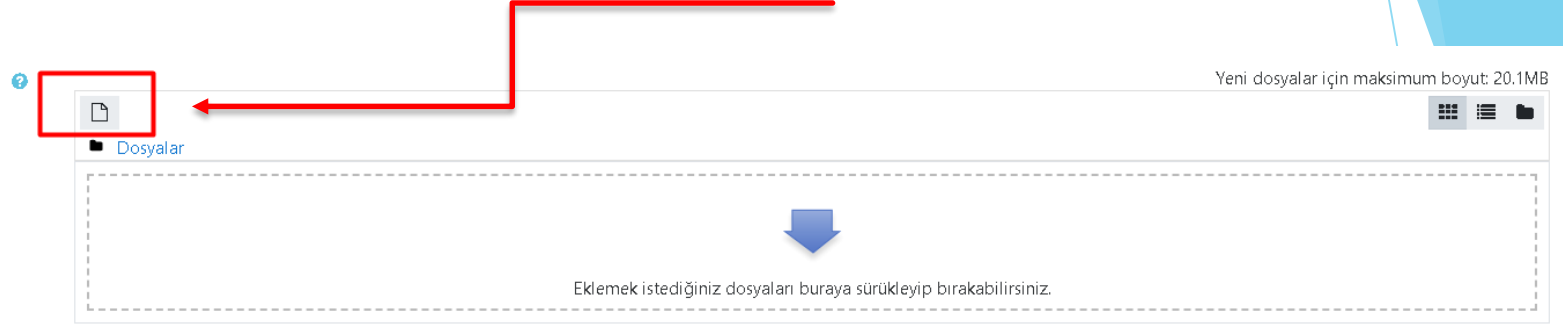 Yeni dosyalar için maksimum boyut: 20.1MB
Dosyalar
Eklemek istediğiniz dosyaları buraya sürükleyip bırakabilirsiniz.